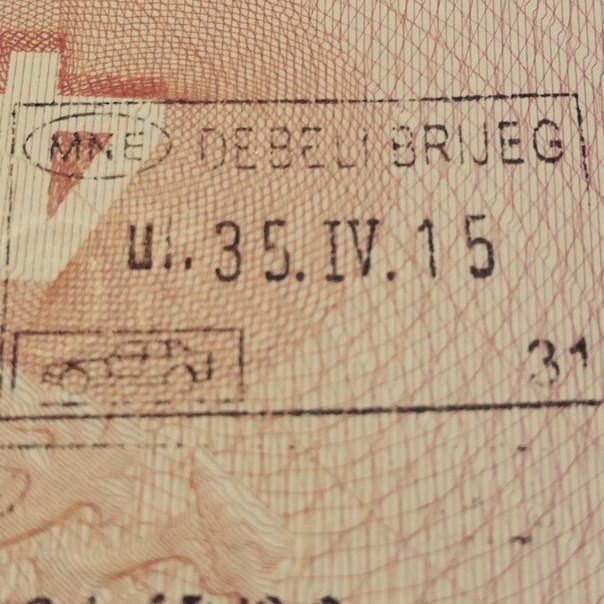 MNE DEBELI BRIJEG
ul. 35.IV.15
31